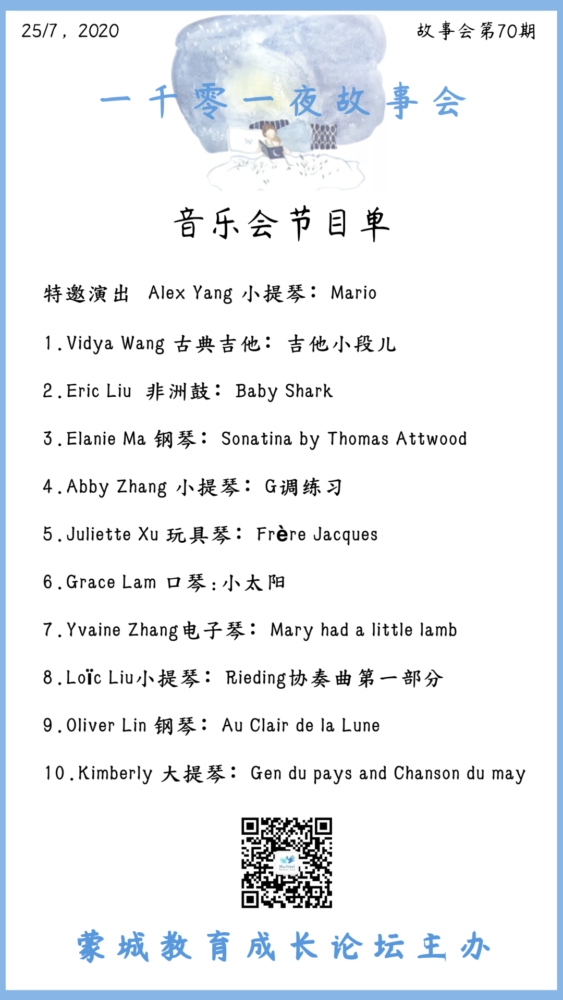 25/7，2020
故事会第70期
一千零一夜故事会
音乐会节目单
特邀演出 Alex Yang 小提琴：Mario
1.Vidya Wang 古典吉他：吉他小段儿
2.Eric Liu 非洲鼓：Baby Shark
3.Elanie Ma 钢琴：Sonatina by Thomas Attwood
4.Abby Zhang 小提琴：G调练习
5.Juliette Xu 玩具琴：Frère Jacques
6.Grace Lam 口琴:小太阳
7.Yvaine Zhang电子琴：Mary had a little lamb
8.Loïc Liu小提琴：Rieding协奏曲第一部分
9.Oliver Lin 钢琴：Au Clair de la Lune
10.Kimberly 大提琴：Gen du pays and Chanson du may
Montreal
蒙城教育成长论坛主办